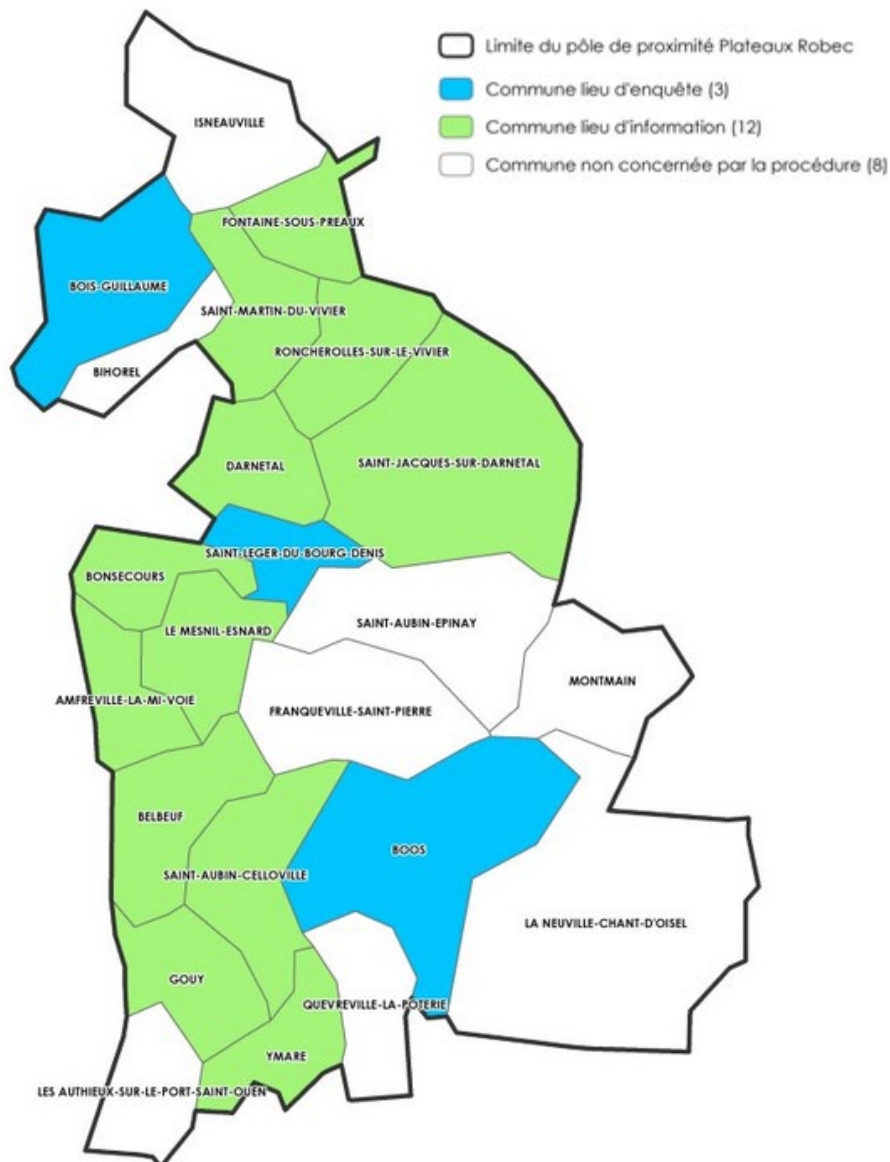 Limite du pôle de proximité Plateaux Robec
Commune lieu d'enquête (3)
Commune lieu d'information (12)
Commune non concernée par la procédure (8)
ISNEAUVILLE
FONTAINE-SOUS-PREAUX
BOIS-GUILLAUME
SAINT-MARTIN-DU-VIVIER
RONCHEROLLES-SUR-LE-VIVIER
BIHOREL
DARNETAL
SAINT-JACQUES-SUR-DARNETAL
SAINT-LEGER-DU-BOURG-DENIS
BONSECOURS
SAINT-AUBIN-EPINAY
LE MESNIL-ESNARD
MONTMAIN
AMFREVILLE-LA-MI-VOIE
FRANQUEVILLE-SAINT-PIERRE
BELBEUF
BOOS
SAINT-AUBIN-CELLOVILLE
LA NEUVILLE-CHANT-D'OISEL
GOUY
QUEVREVILLE-LA-POTERIE
YMARE
LES AUTHIEUX-SUR-LE-PORT-SAINT-OUEN